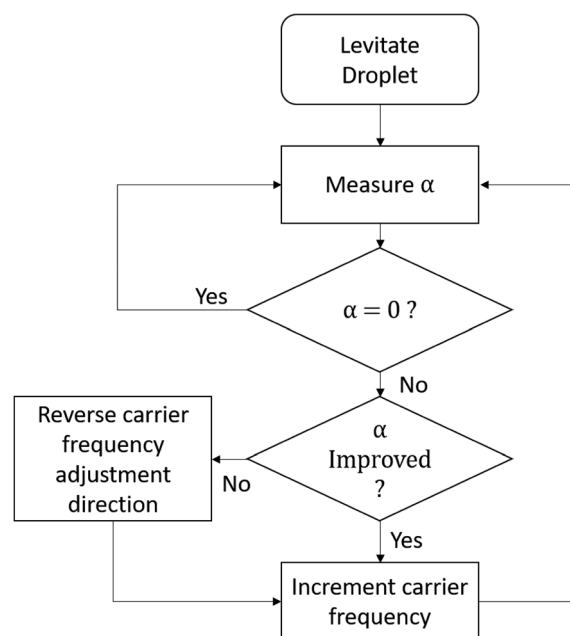 Levitate
Droplet
Measure α
Yes
α = 0 ?
No
Reverse carrier
frequency
adjustment
direction
α
Improved
?
No
Yes
Increment carrier
frequency